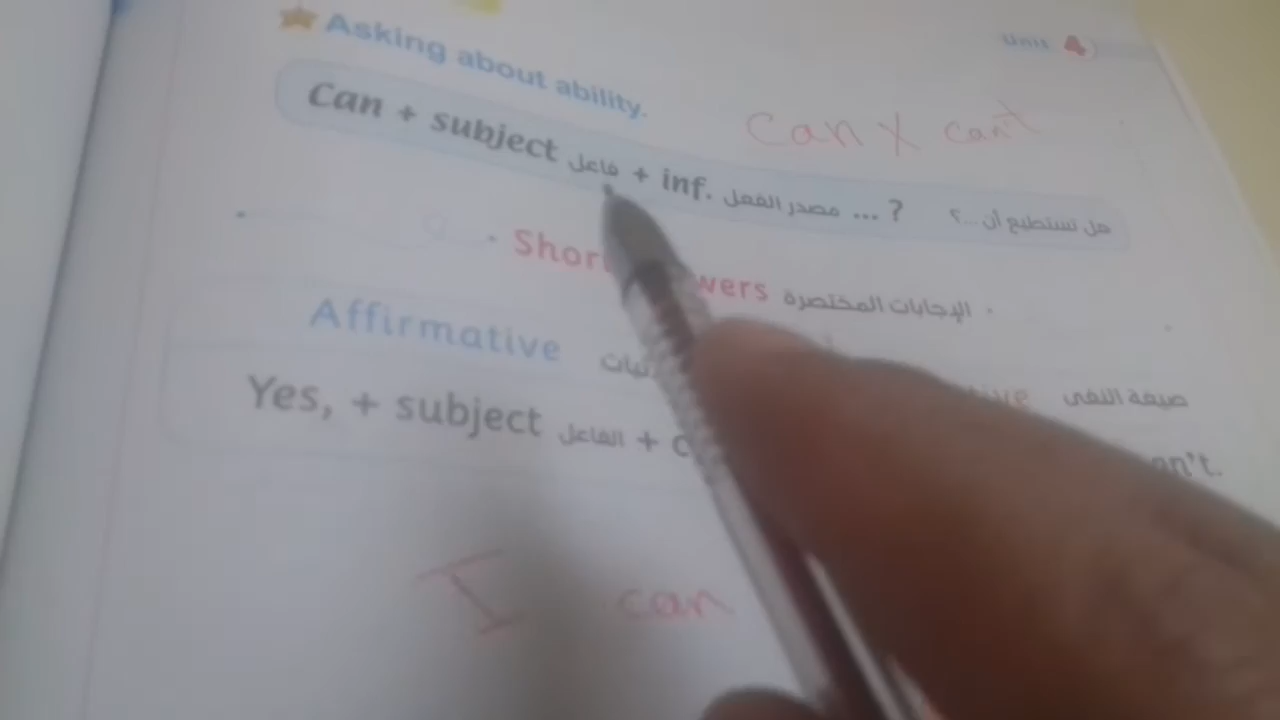 Unit 4
Asking about ability.
can X can't
Can + subject فاعل + inf. مصدر الفعل ... ? هل تستطيع أن ...؟
الإجابات المختصرة
Affirmative صيغة النفى
Yes, + subject الفاعل +
I can